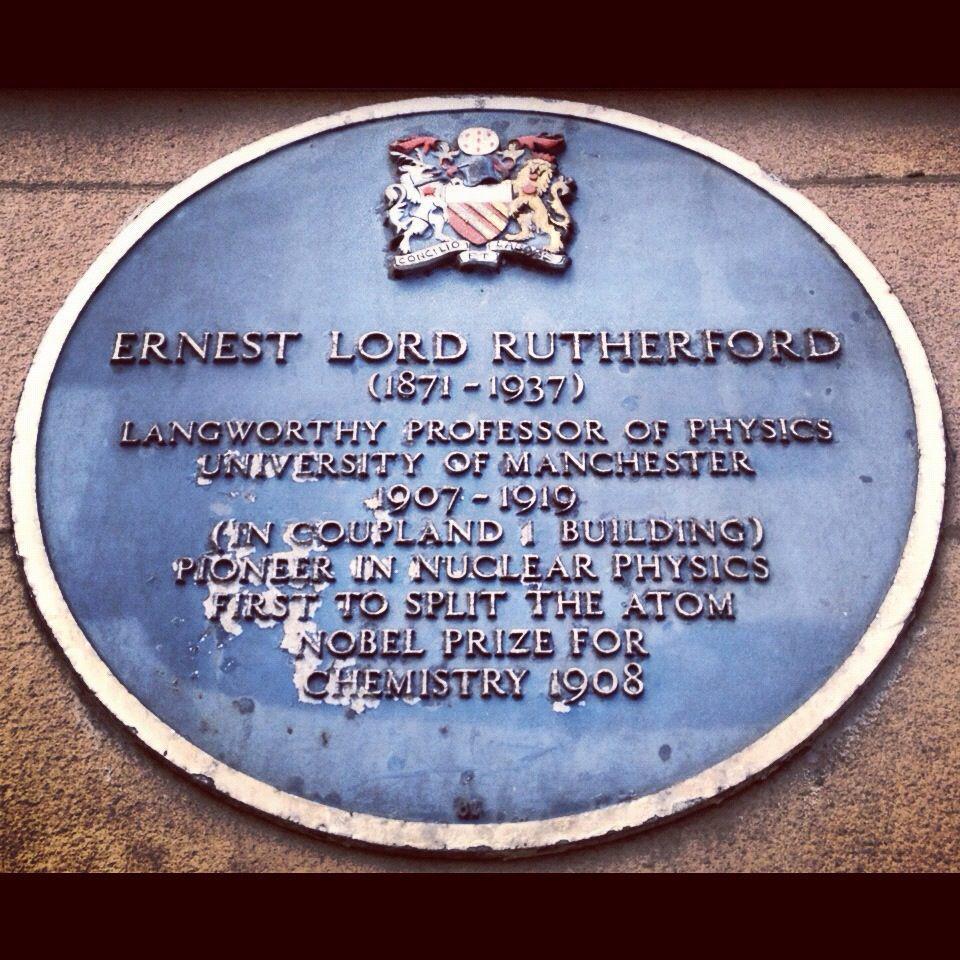 CONCILIO ET LABORE
ERNEST LORD RUTHERFORD
(1871 - 1937)
LANGWORTHY PROFESSOR OF PHYSICS
UNIVERSITY OF MANCHESTER
1907 - 1919
(IN COUPLAND 1 BUILDING)
PIONEER IN NUCLEAR PHYSICS
FIRST TO SPLIT THE ATOM
NOBEL PRIZE FOR
CHEMISTRY 1908